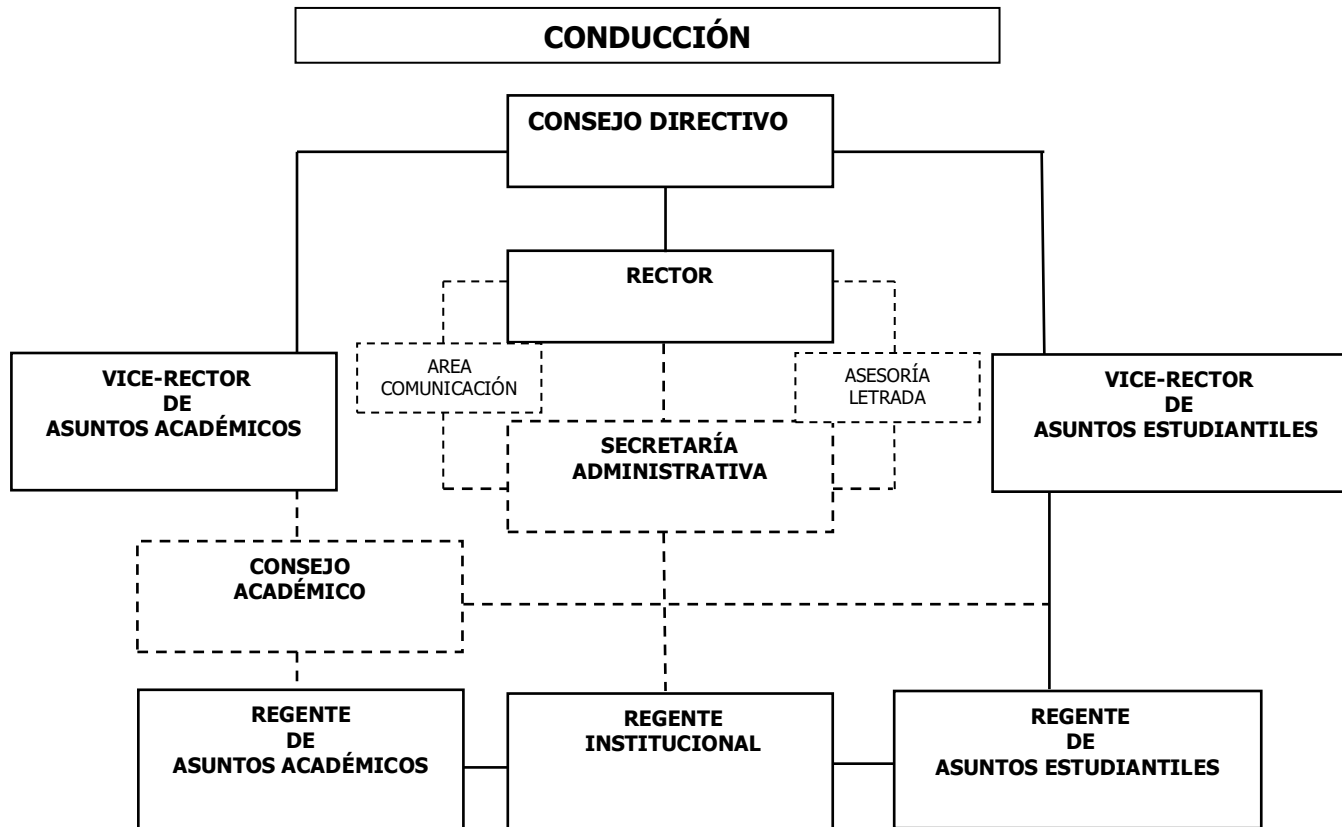 CONDUCCIÓN
CONSEJO DIRECTIVO
RECTOR
VICE-RECTOR
DE
ASUNTOS ACADÉMICOS
AREA
COMUNICACIÓN
ASESORÍA
LETRADA
VICE-RECTOR
DE
ASUNTOS ESTUDIANTILES
SECRETARÍA
ADMINISTRATIVA
CONSEJO
ACADÉMICO
REGENTE
DE
ASUNTOS ACADÉMICOS
REGENTE
INSTITUCIONAL
REGENTE
DE
ASUNTOS ESTUDIANTILES